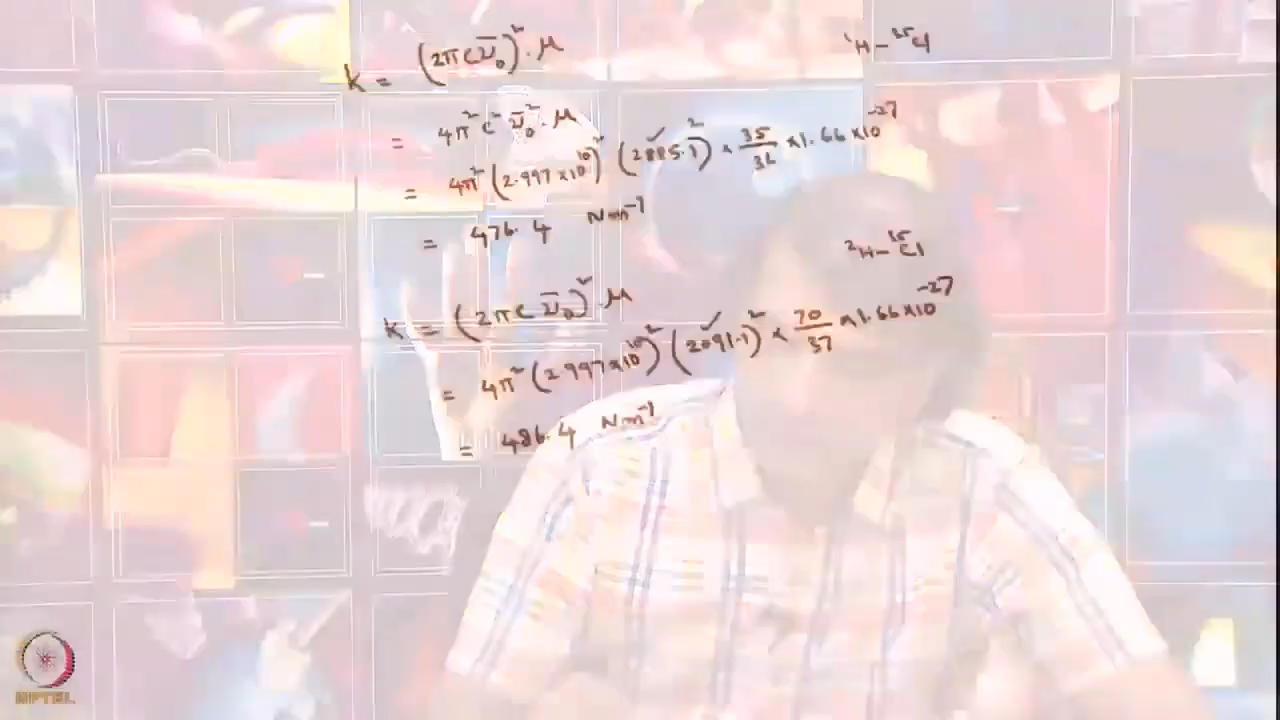 ¹H-³⁵Cl
k = (2πcν̄₀)²·μ
= 4π²c²ν̄₀²·μ
= 4π²(2.997×10¹⁰)²(2885.1)² × 35/36 × 1.66×10⁻²⁷
= 476.4 Nm⁻¹
²H-³⁵Cl
k = (2πcν̄₀)²·μ
= 4π²(2.997×10¹⁰)²(2091.1)² × 70/37 × 1.66×10⁻²⁷
= 486.4 Nm⁻¹
NPTEL